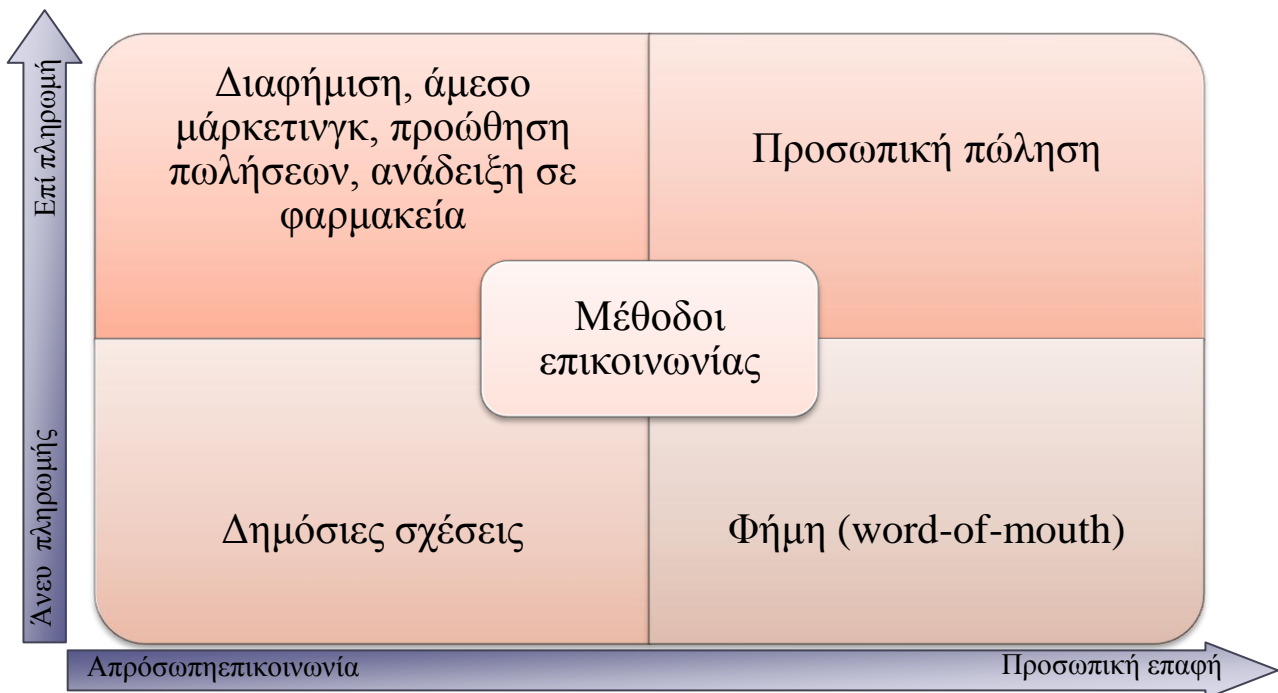 Επί πληρωμή
Διαφήμιση, άμεσο
μάρκετινγκ, προώθηση
πωλήσεων, ανάδειξη σε
φαρμακεία
Προσωπική πώληση
Μέθοδοι
επικοινωνίας
Άνευ πληρωμής
Δημόσιες σχέσεις
Φήμη (word-of-mouth)
Απρόσωπηεπικοινωνία
Προσωπική επαφή